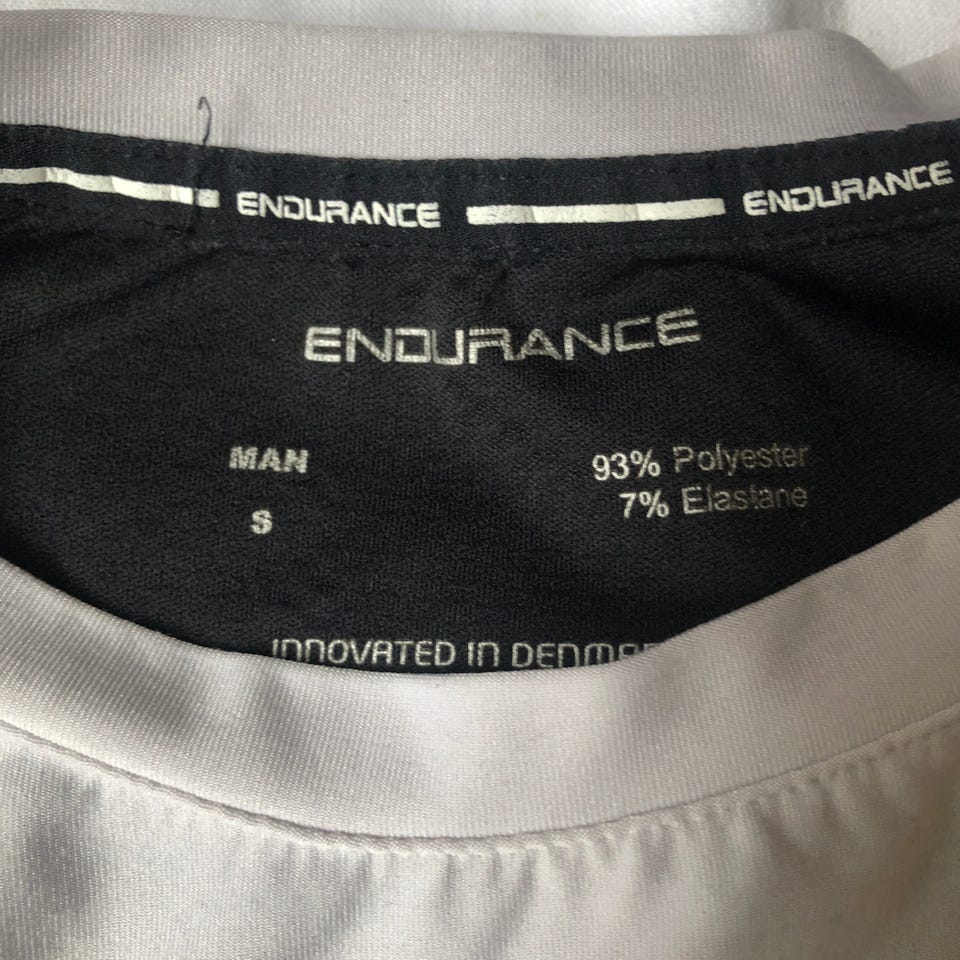 ENDURANCE ENDURANCE
ENDURANCE
MAN
S
93% Polyester
7% Elastane
INNOVATED IN